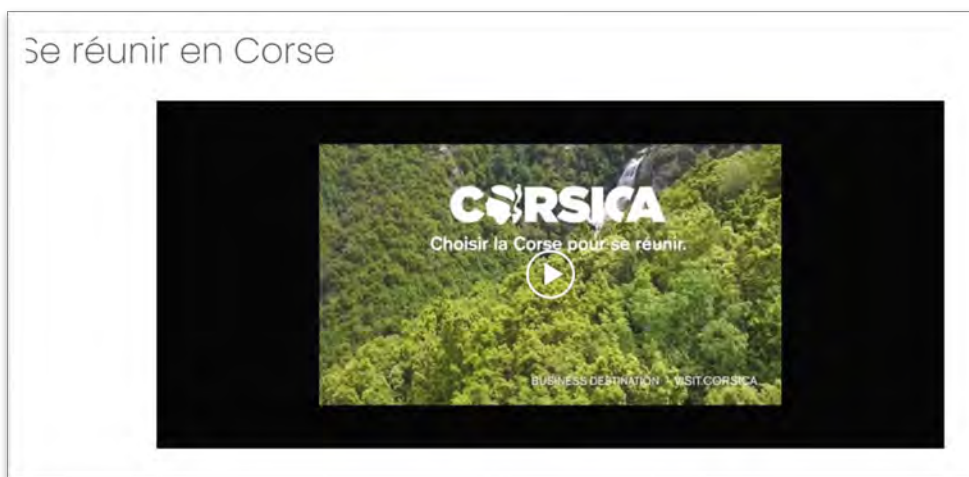 Se réunir en Corse
CORSICA
Choisir la Corse pour se réunir.
BUSINESS DESTINATION - VISIT.CORSICA